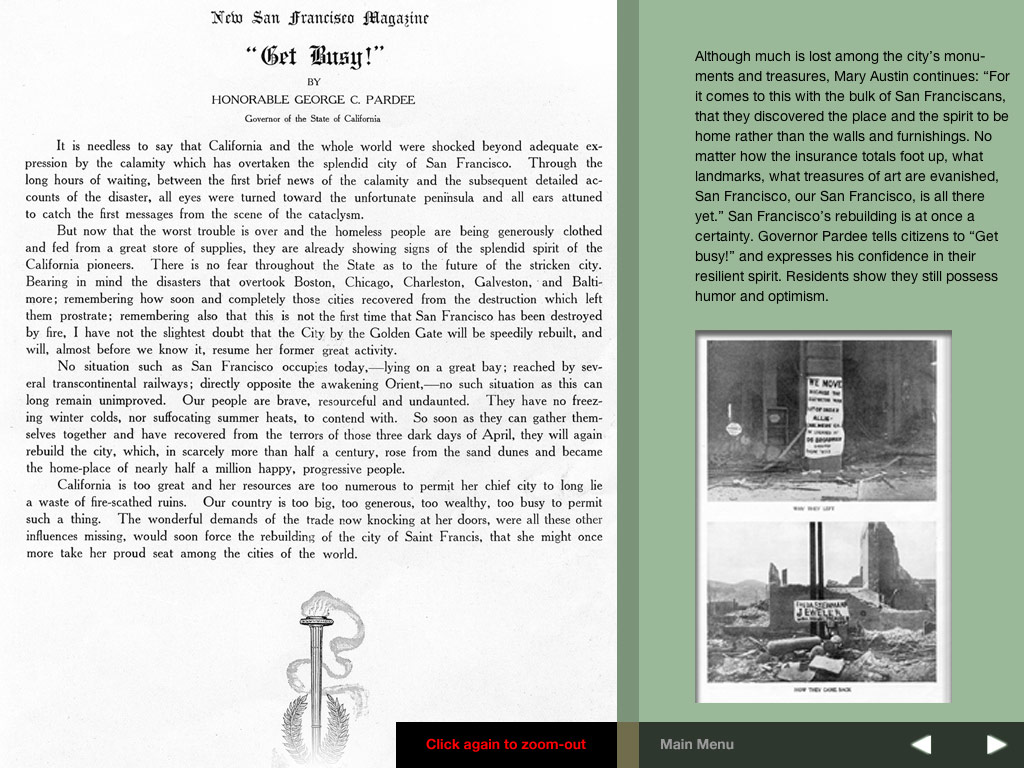 New San Francisco Magazine
“Get Busy!”
BY
HONORABLE GEORGE C. PARDEE
Governor of the State of California
It is needless to say that California and the whole world were shocked beyond adequate ex-
pression by the calamity which has overtaken the splendid city of San Francisco. Through the
long hours of waiting, between the first brief news of the calamity and the subsequent detailed ac-
counts of the disaster, all eyes were turned toward the unfortunate peninsula and all ears attuned
to catch the first messages from the scene of the cataclysm.
But now that the worst trouble is over and the homeless people are being generously clothed
and fed from a great store of supplies, they are already showing signs of the splendid spirit of the
California pioneers. There is no fear throughout the State as to the future of the stricken city.
Bearing in mind the disasters that overtook Boston, Chicago, Charleston, Galveston, and Balti-
more; remembering how soon and completely those cities recovered from the destruction which left
them prostrate; remembering also that this is not the first time that San Francisco has been destroyed
by fire, I have not the slightest doubt that the City by the Golden Gate will be speedily rebuilt, and
will, almost before we know it, resume her former great activity.
No situation such as San Francisco occupies today,—lying on a great bay; reached by sev-
eral transcontinental railways; directly opposite the awakening Orient,—no such situation as this can
long remain unimproved. Our people are brave, resourceful and undaunted. They have no freez-
ing winter colds, nor suffocating summer heats, to contend with. So soon as they can gather them-
selves together and have recovered from the terrors of those three dark days of April, they will again
rebuild the city, which, in scarcely more than half a century, rose from the sand dunes and became
the home-place of nearly half a million happy, progressive people.
California is too great and her resources are too numerous to permit her chief city to long lie
a waste of fire-scathed ruins. Our country is too big, too generous, too wealthy, too busy to permit
such a thing. The wonderful demands of the trade now knocking at her doors, were all these other
influences missing, would soon force the rebuilding of the city of Saint Francis, that she might once
more take her proud seat among the cities of the world.
Although much is lost among the city’s monu-
ments and treasures, Mary Austin continues: “For
it comes to this with the bulk of San Franciscans,
that they discovered the place and the spirit to be
home rather than the walls and furnishings. No
matter how the insurance totals foot up, what
landmarks, what treasures of art are evanished,
San Francisco, our San Francisco, is all there
yet.” San Francisco’s rebuilding is at once a
certainty. Governor Pardee tells citizens to “Get
busy!” and expresses his confidence in their
resilient spirit. Residents show they still possess
humor and optimism.
WE MOVE
BECAUSE THE
WHY THEY LEFT
JEWELER
HOW THEY CAME BACK
Click again to zoom-out
Main Menu